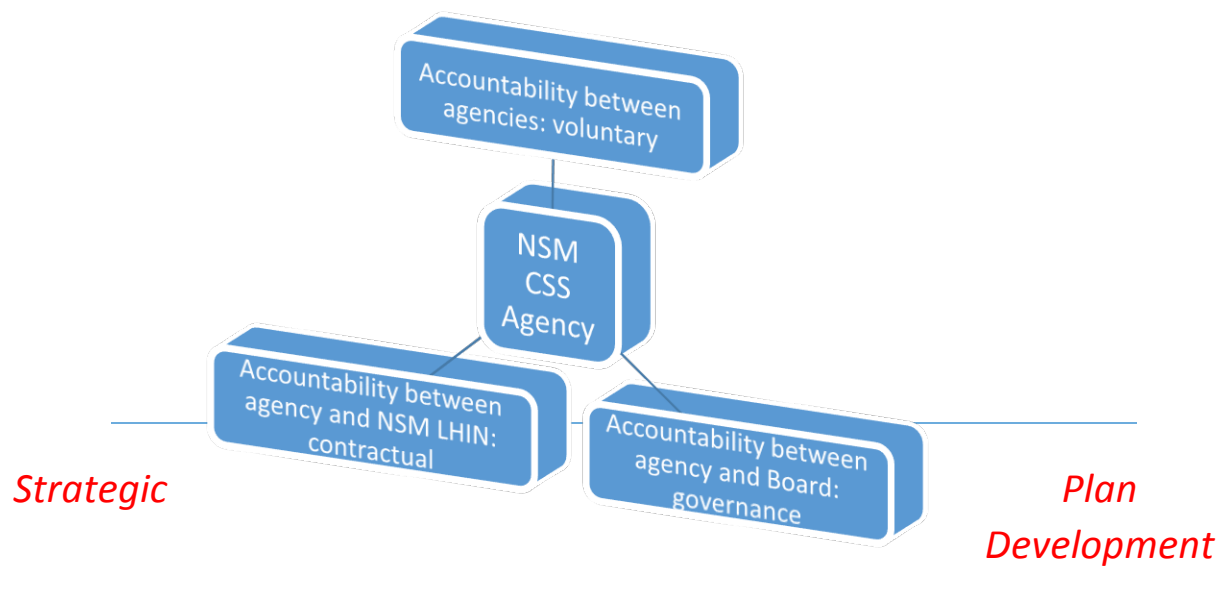 Accountability between
agencies: voluntary
NSM
CSS
Agency
Accountability between
agency and NSM LHIN:
contractual
Accountability between
agency and Board:
governance
Strategic
Plan
Development